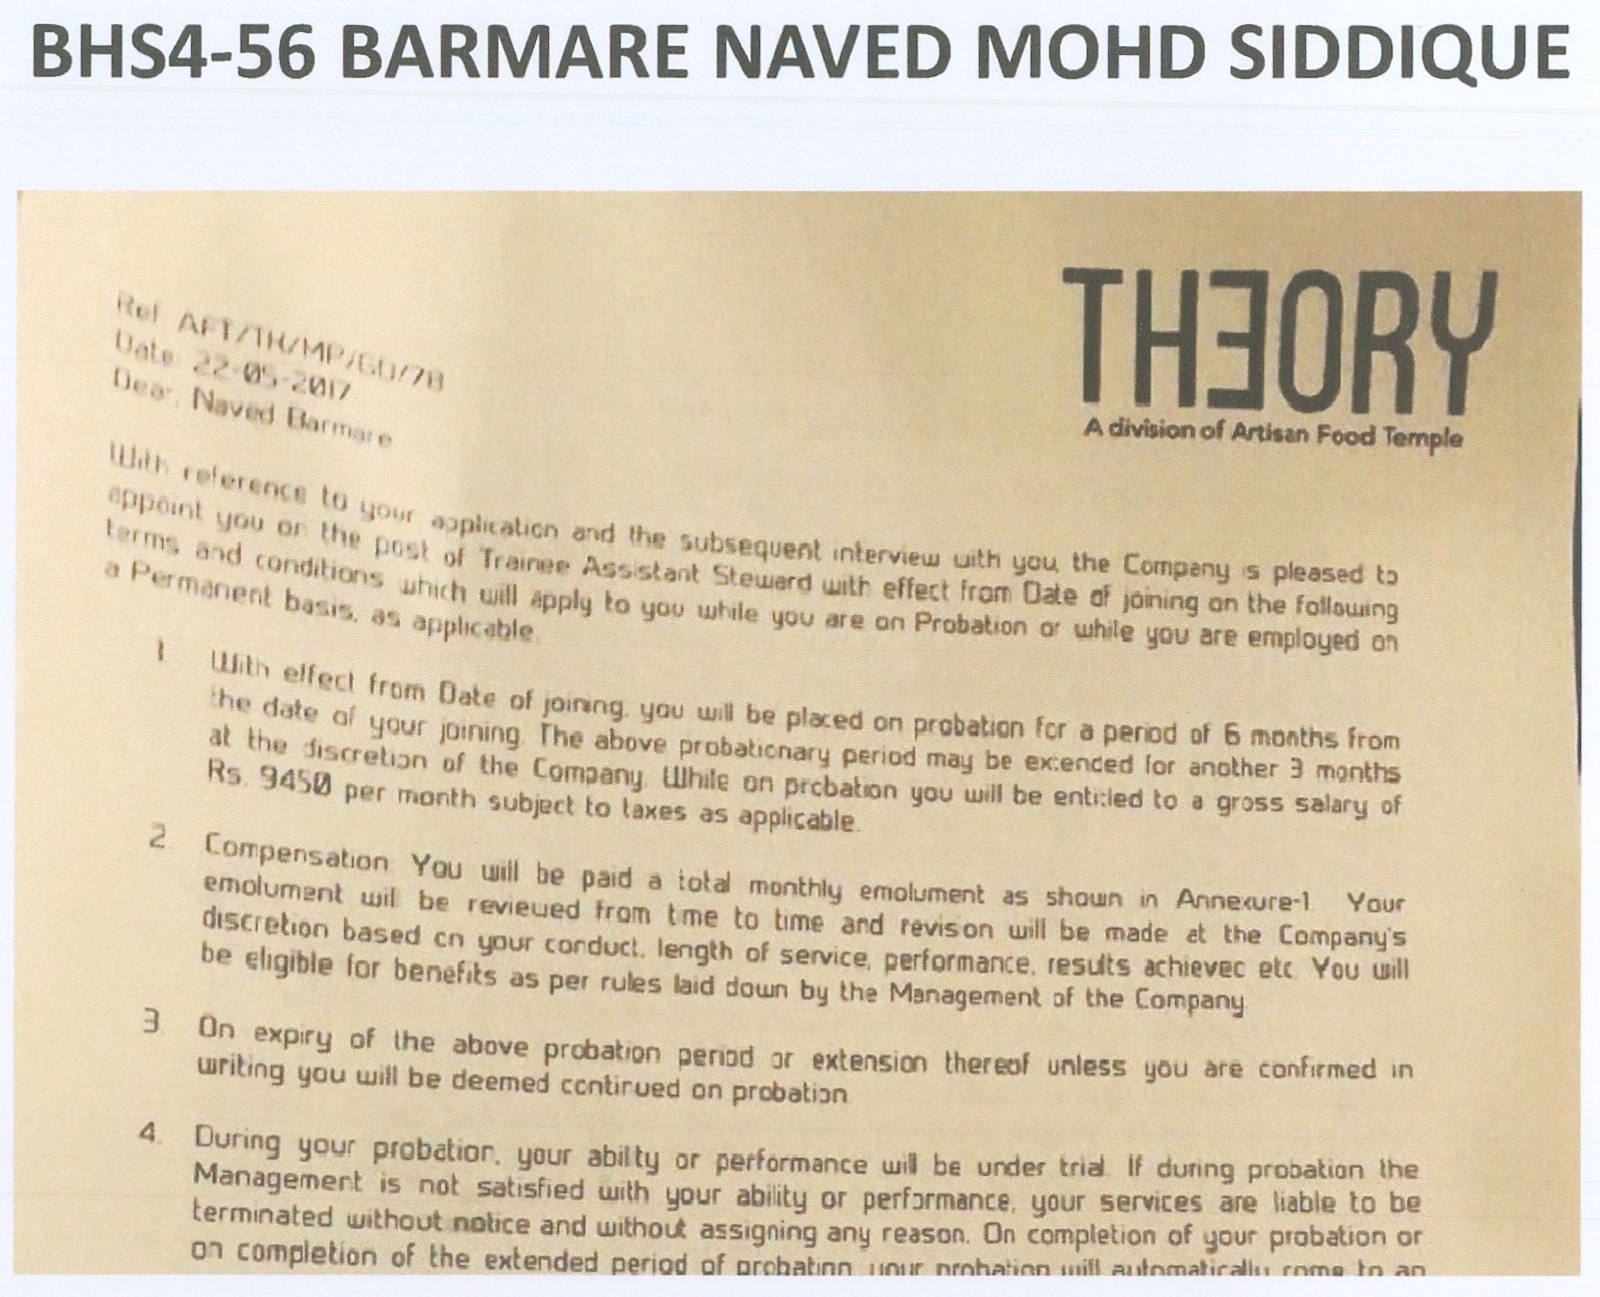 BHS4-56 BARMARE NAVED MOHD SIDDIQUE
THEORY
A division of Artisan Food Temple
Ref AFT/TH/MP/GD/78
Date 22-05-2017
Dear, Naved Barmare
With reference to your application and the subsequent interview with you, the Company is pleased to
appoint you on the post of Trainee Assistant Steward with effect from Date of joining on the following
terms and conditions which will apply to you while you are on Probation or while you are employed on
a Permanent basis, as applicable.
1 With effect from Date of joining, you will be placed on probation for a period of 6 months from
the date of your joining. The above probationary period may be extended for another 3 months
at the discretion of the Company. While on probation you will be entitled to a gross salary of
Rs. 9450 per month subject to taxes as applicable.
2. Compensation You will be paid a total monthly emolument as shown in Annexure-1 Your
emolument will be reviewed from time to time and revison will be made at the Company's
discretion based on your conduct, length of service, performance, results achieved etc. You will
be eligible for benefits as per rules laid down by the Management of the Company
3. On expiry of the above probation period or extension thereof unless you are confirmed in
writing you will be deemed continued on probation
4. During your probation, your ability or performance will be under trial. If during probation the
Management is not satisfied with your ability or performance, your services are liable to be
terminated without notice and without assigning any reason. On completion of your probation or
on completion of the extended period of probation, your probation will automatically come to an